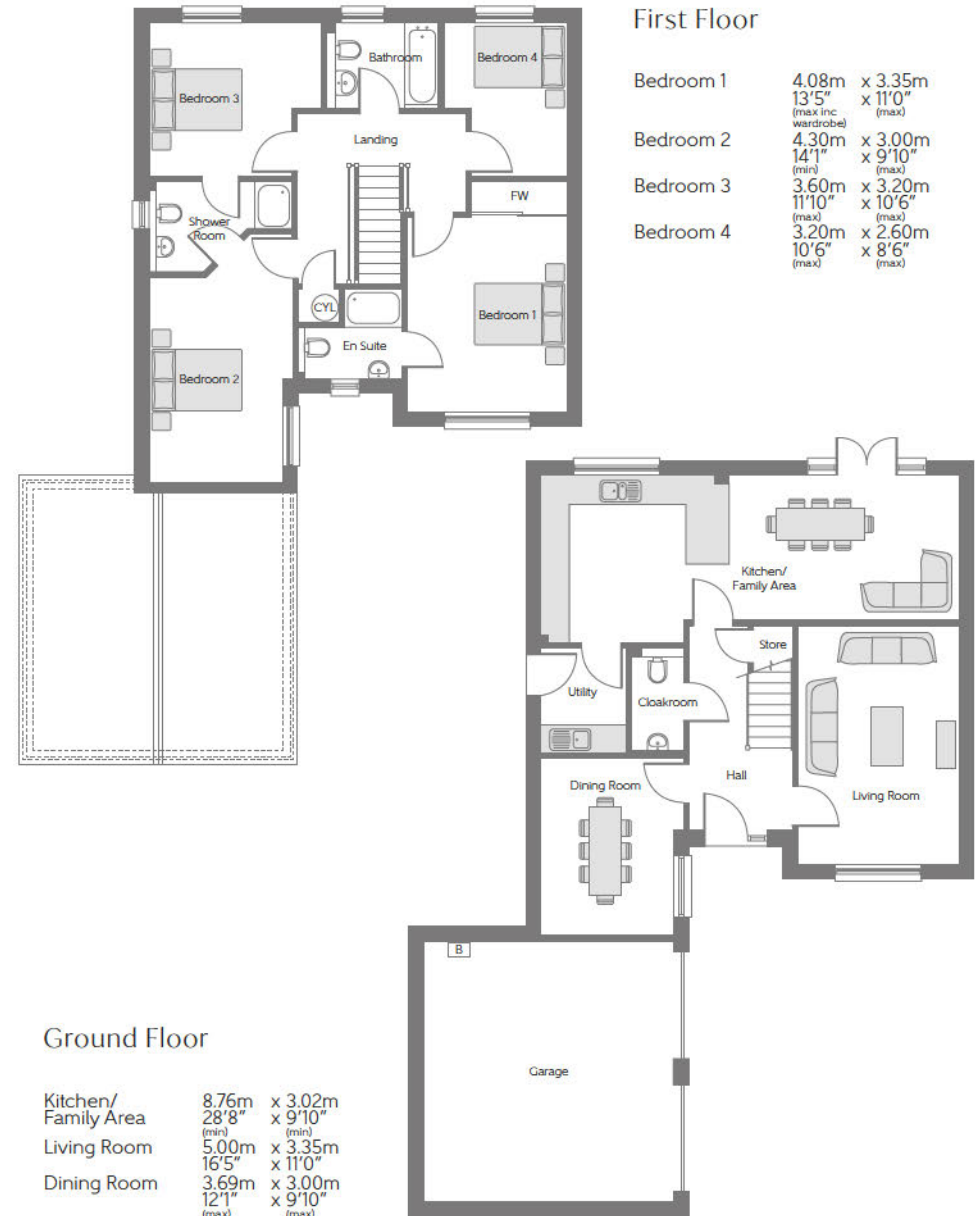 First Floor
Bedroom 1 4.08m x 3.35m
13'5" x 11'0"
(max inc (max)
wardrobe)
Bedroom 2 4.30m x 3.00m
14'1" x 9'10"
(min) (max)
Bedroom 3 3.60m x 3.20m
11'10" x 10'6"
(max) (max)
Bedroom 4 3.20m x 2.60m
10'6" x 8'6"
(max) (max)
Bathroom
Bedroom 4
Bedroom 3
Landing
FW
Shower
Room
CYL
Bedroom 1
En Suite
Bedroom 2
Kitchen/
Family Area
Store
Utility
Cloakroom
Hall
Dining Room
Living Room
B
Garage
Ground Floor
Kitchen/ 8.76m x 3.02m
Family Area 28'8" x 9'10"
(min) (min)
Living Room 5.00m x 3.35m
16'5" x 11'0"
Dining Room 3.69m x 3.00m
12'1" x 9'10"
(max) (max)